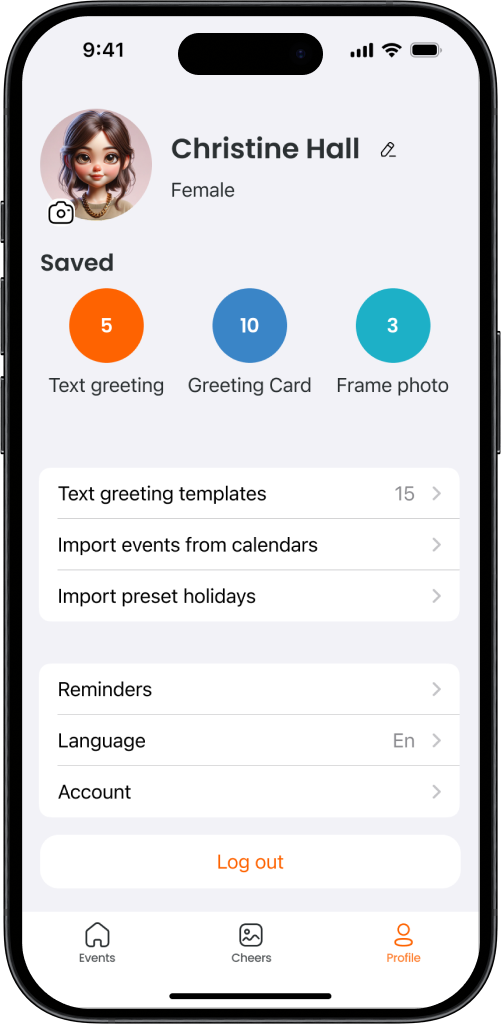 9:41
Christine Hall
Female
Saved
5 10 3
Text greeting Greeting Card Frame photo
Text greeting templates 15
Import events from calendars
Import preset holidays
Reminders
Language En
Account
Log out
Events Cheers Profile